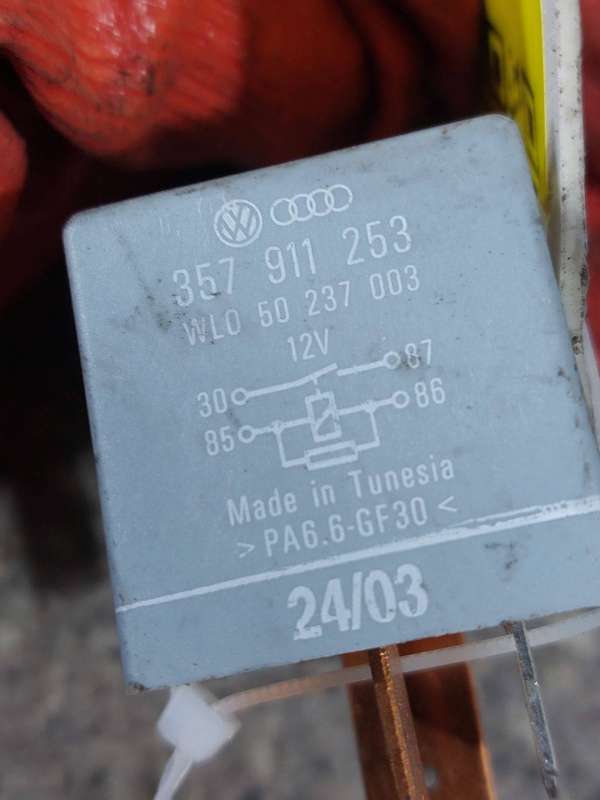 357 911 253
WL0 50 237 003
12V
30 87
85 86
Made in Tunesia
>PA6.6-GF30<
24/03